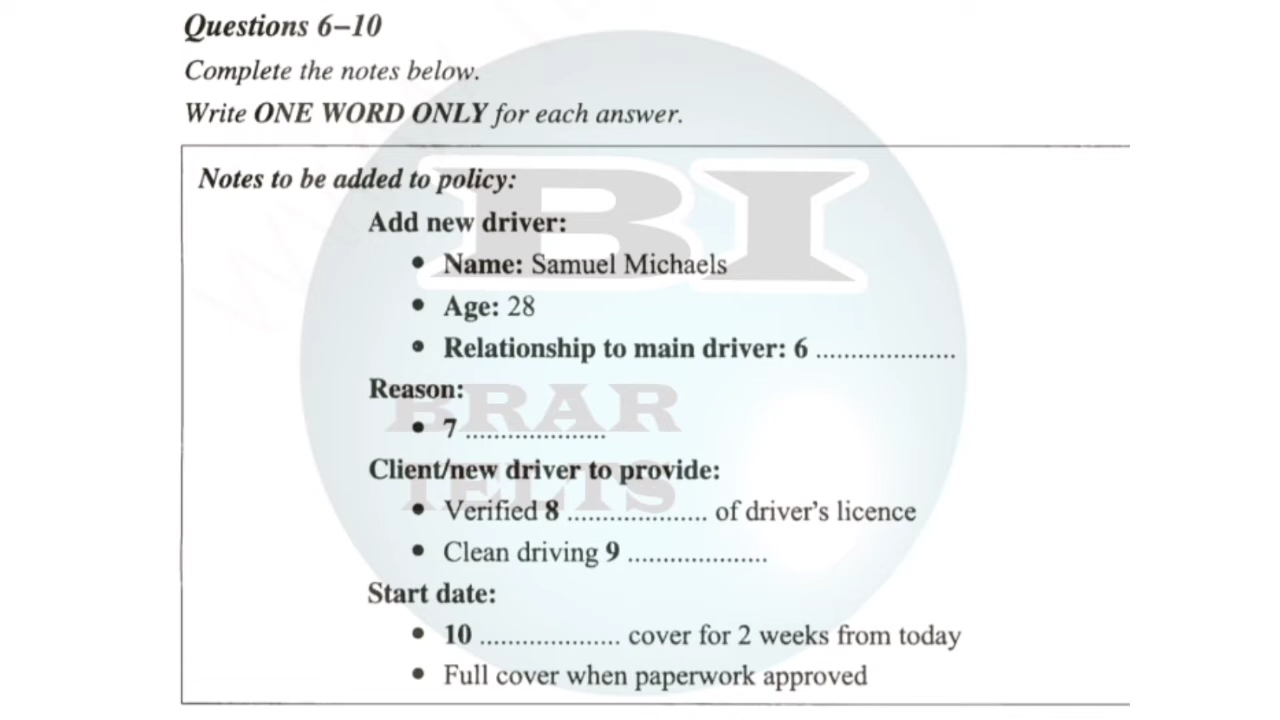 Questions 6–10
Complete the notes below.
Write ONE WORD ONLY for each answer.
Notes to be added to policy:
Add new driver:
• Name: Samuel Michaels
• Age: 28
• Relationship to main driver: 6 ....................
Reason:
• 7 ....................
Client/new driver to provide:
• Verified 8 .................... of driver's licence
• Clean driving 9 ....................
Start date:
• 10 .................... cover for 2 weeks from today
• Full cover when paperwork approved
BI
BRAR
IELTS